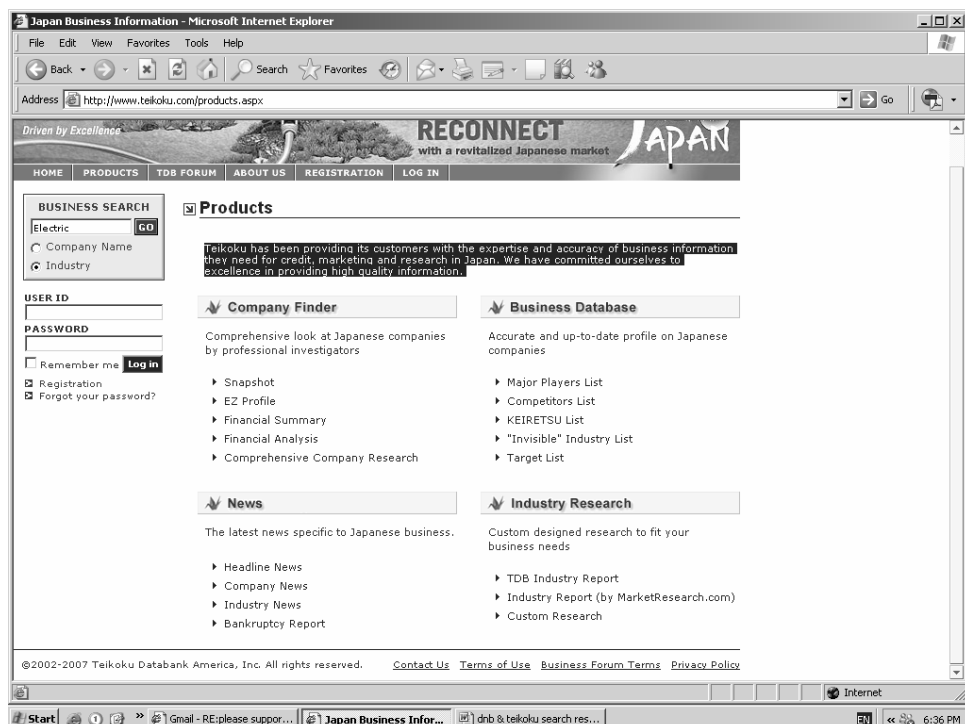 Japan Business Information - Microsoft Internet Explorer
File Edit View Favorites Tools Help
Back Search Favorites
Address http://www.teikoku.com/products.aspx Go
Driven by Excellence
RECONNECT
with a revitalized Japanese market
JAPAN
HOME PRODUCTS TDB FORUM ABOUT US REGISTRATION LOG IN
BUSINESS SEARCH
Electric GO
Company Name
Industry
USER ID
PASSWORD
Remember me Log in
Registration
Forgot your password?
Products
Teikoku has been providing its customers with the expertise and accuracy of business information
they need for credit, marketing and research in Japan. We have committed ourselves to
excellence in providing high quality information.
Company Finder
Comprehensive look at Japanese companies
by professional investigators
Snapshot
EZ Profile
Financial Summary
Financial Analysis
Comprehensive Company Research
Business Database
Accurate and up-to-date profile on Japanese
companies
Major Players List
Competitors List
KEIRETSU List
"Invisible" Industry List
Target List
News
The latest news specific to Japanese business.
Headline News
Company News
Industry News
Bankruptcy Report
Industry Research
Custom designed research to fit your
business needs
TDB Industry Report
Industry Report (by MarketResearch.com)
Custom Research
©2002-2007 Teikoku Databank America, Inc. All rights reserved. Contact Us Terms of Use Business Forum Terms Privacy Policy
Internet
Start » Gmail - RE:please suppor... Japan Business Infor... dnb & teikoku search res... EN « 6:36 PM